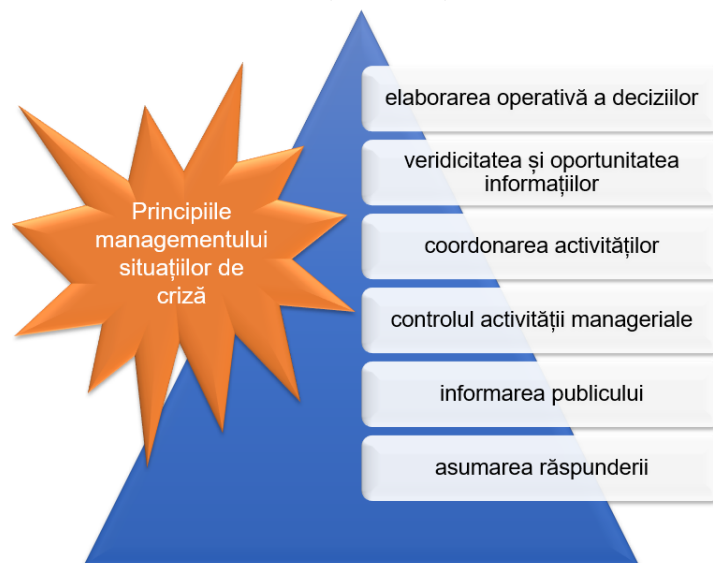 Principiile
managementului
situațiilor de
criză
elaborarea operativă a deciziilor
veridicitatea și oportunitatea
informațiilor
coordonarea activităților
controlul activității manageriale
informarea publicului
asumarea răspunderii